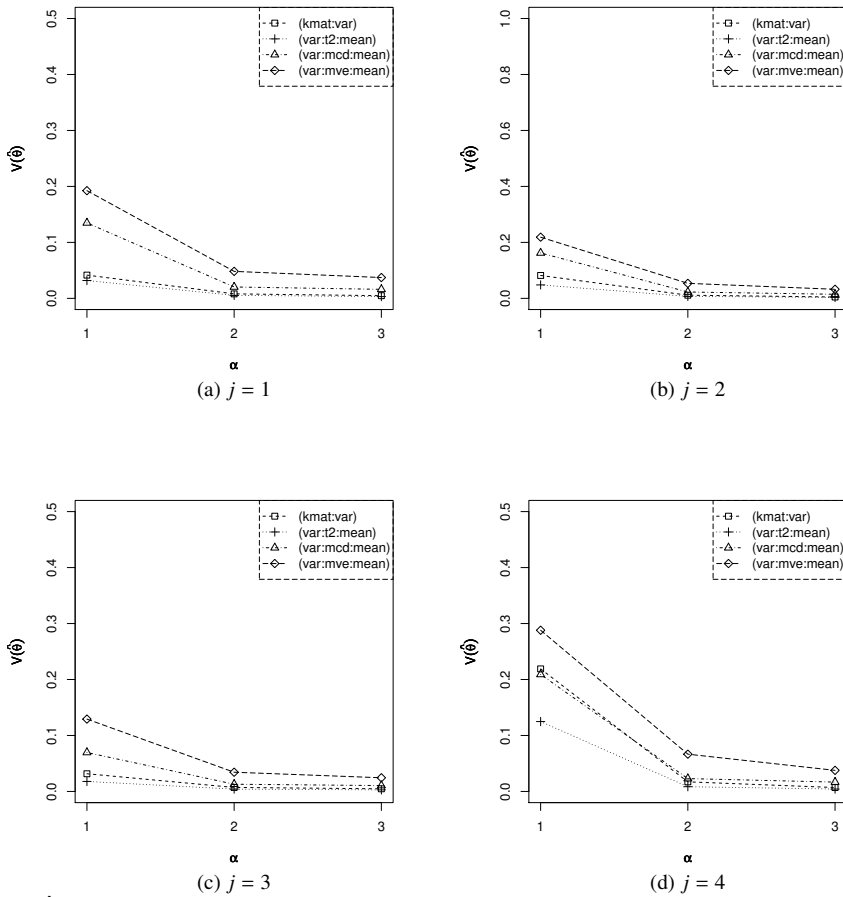 0.0 0.1 0.2 0.3 0.4 0.5
V(θ̂)
(kmat:var)
(var:t2:mean)
(var:mcd:mean)
(var:mve:mean)
1 2 3
α
(a) j = 1
0.0 0.2 0.4 0.6 0.8 1.0
V(θ̂)
(kmat:var)
(var:t2:mean)
(var:mcd:mean)
(var:mve:mean)
1 2 3
α
(b) j = 2
0.0 0.1 0.2 0.3 0.4 0.5
V(θ̂)
(kmat:var)
(var:t2:mean)
(var:mcd:mean)
(var:mve:mean)
1 2 3
α
(c) j = 3
0.0 0.1 0.2 0.3 0.4 0.5
V(θ̂)
(kmat:var)
(var:t2:mean)
(var:mcd:mean)
(var:mve:mean)
1 2 3
α
(d) j = 4